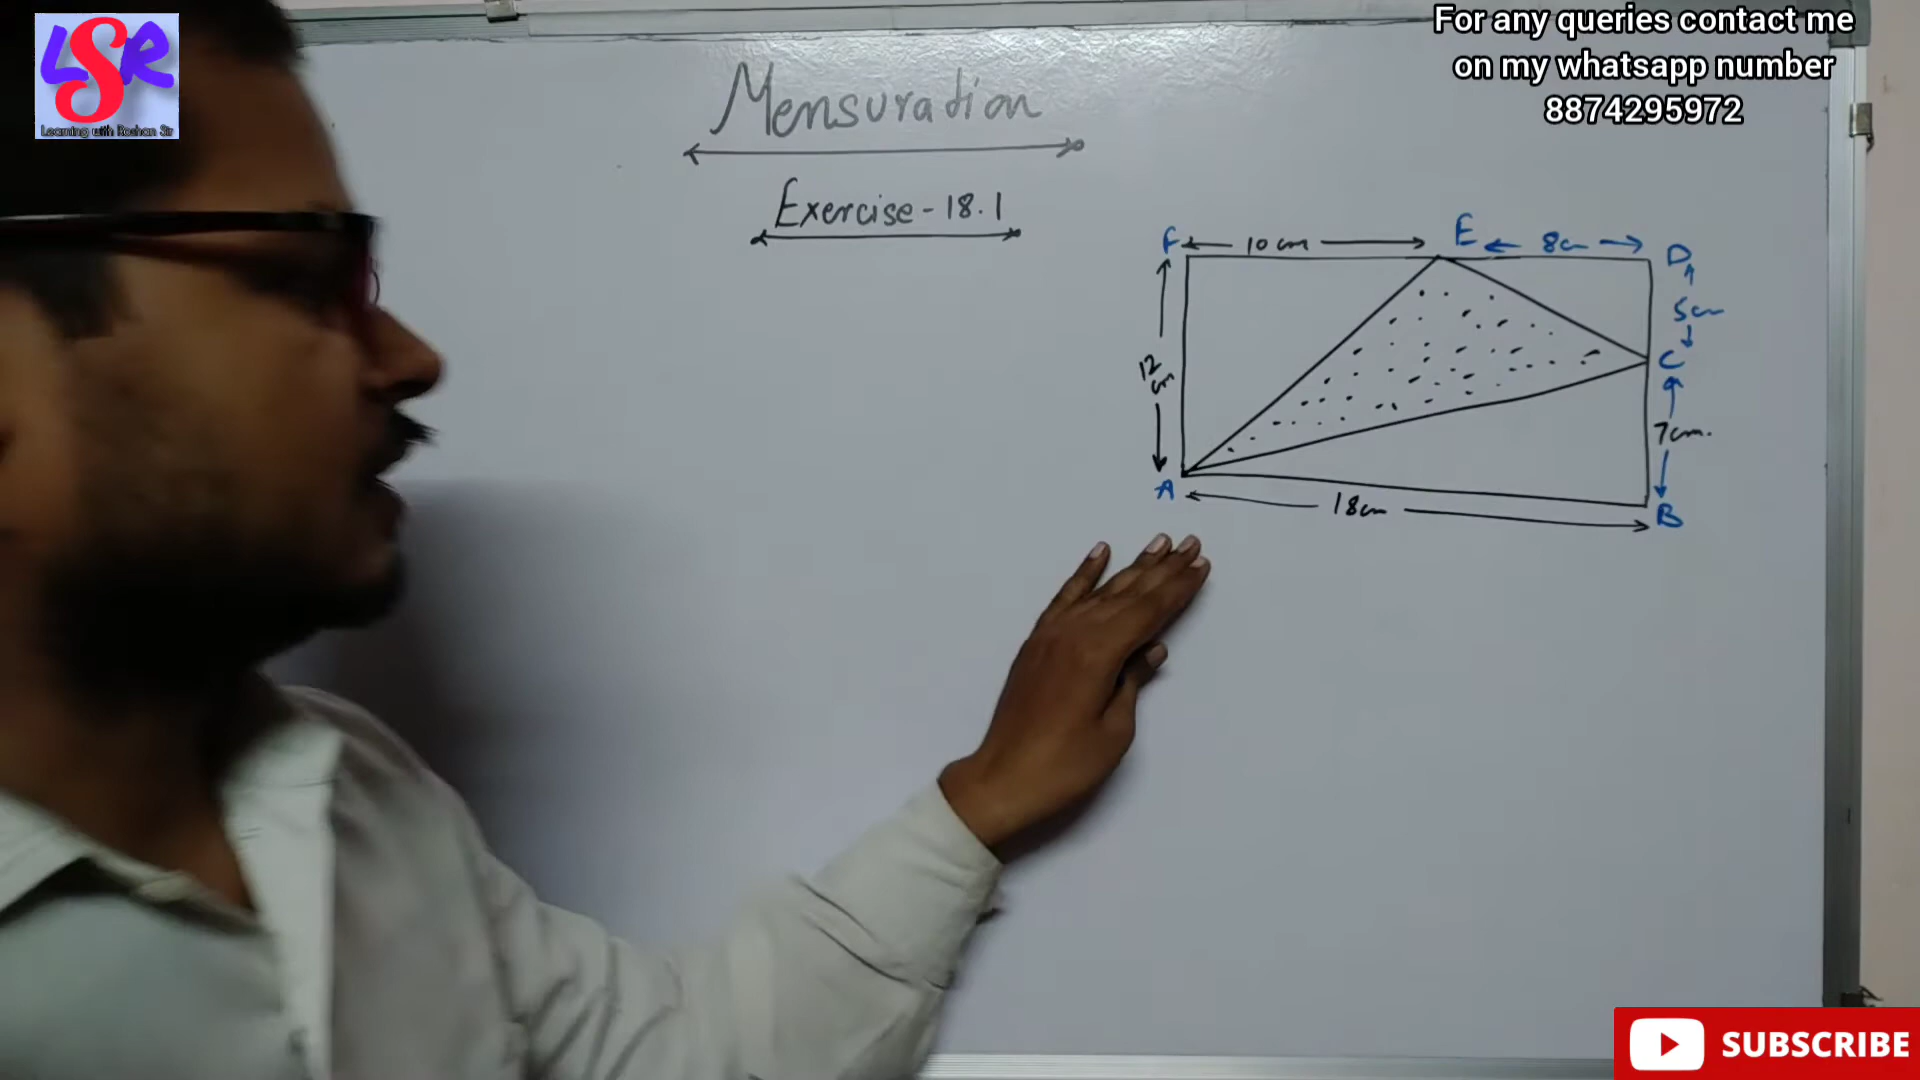 LSR
Learning with Roshan Sir
For any queries contact me
on my whatsapp number
8874295972
Mensuration
Exercise-18.1
F 10 cm E 8cm D
5cm
12 cm
C
7cm.
A 18cm B
SUBSCRIBE